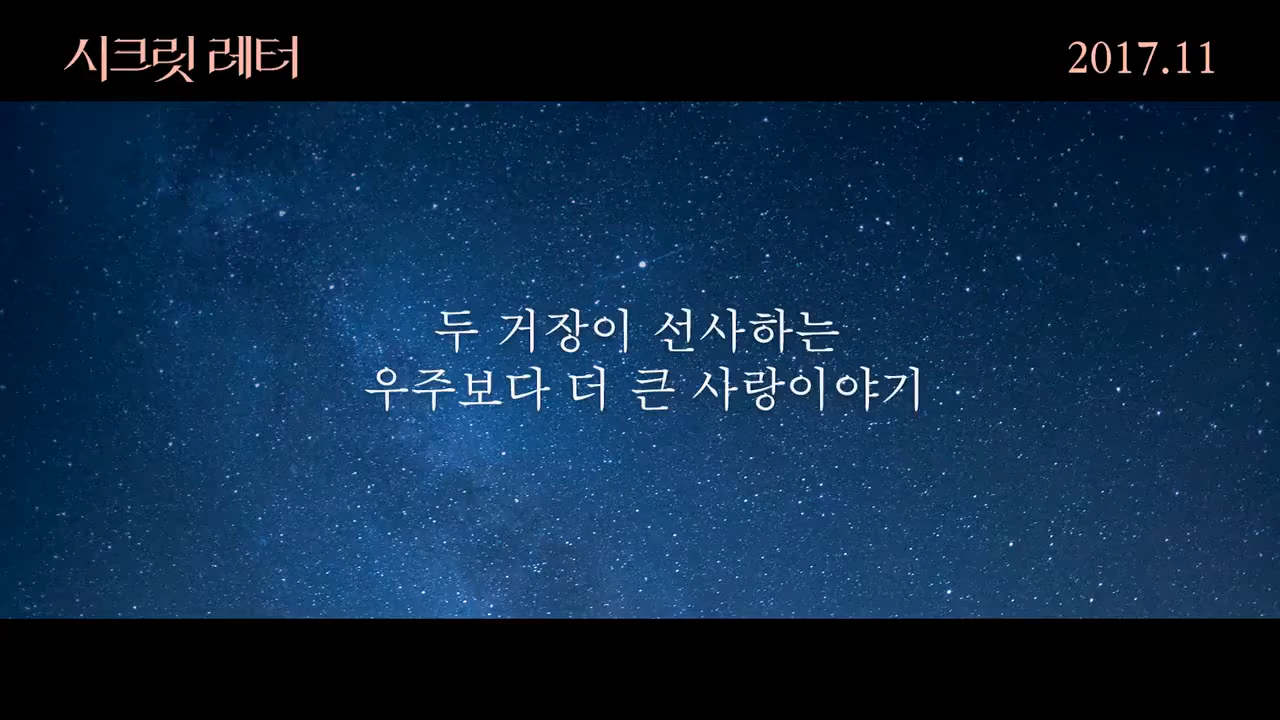 시크릿 레터
2017.11
두 거장이 선사하는
우주보다 더 큰 사랑이야기